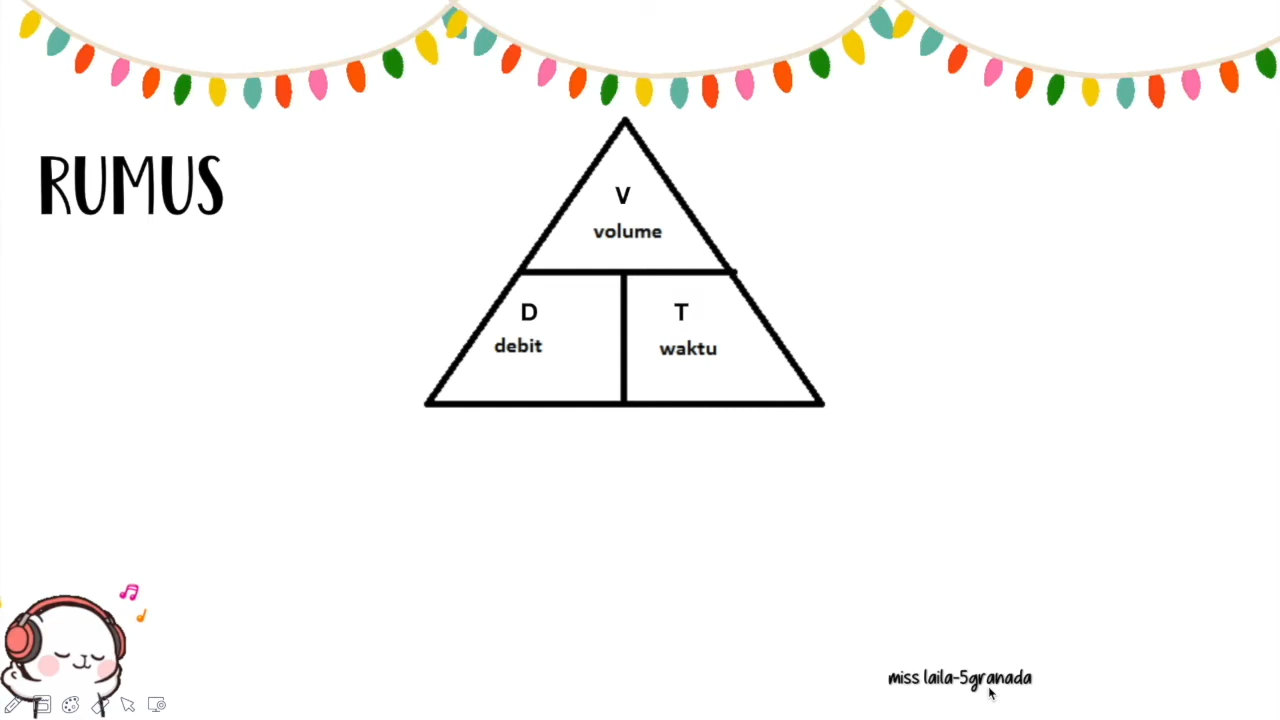 RUMUS
V
volume
D
debit
T
waktu
miss laila-5granada